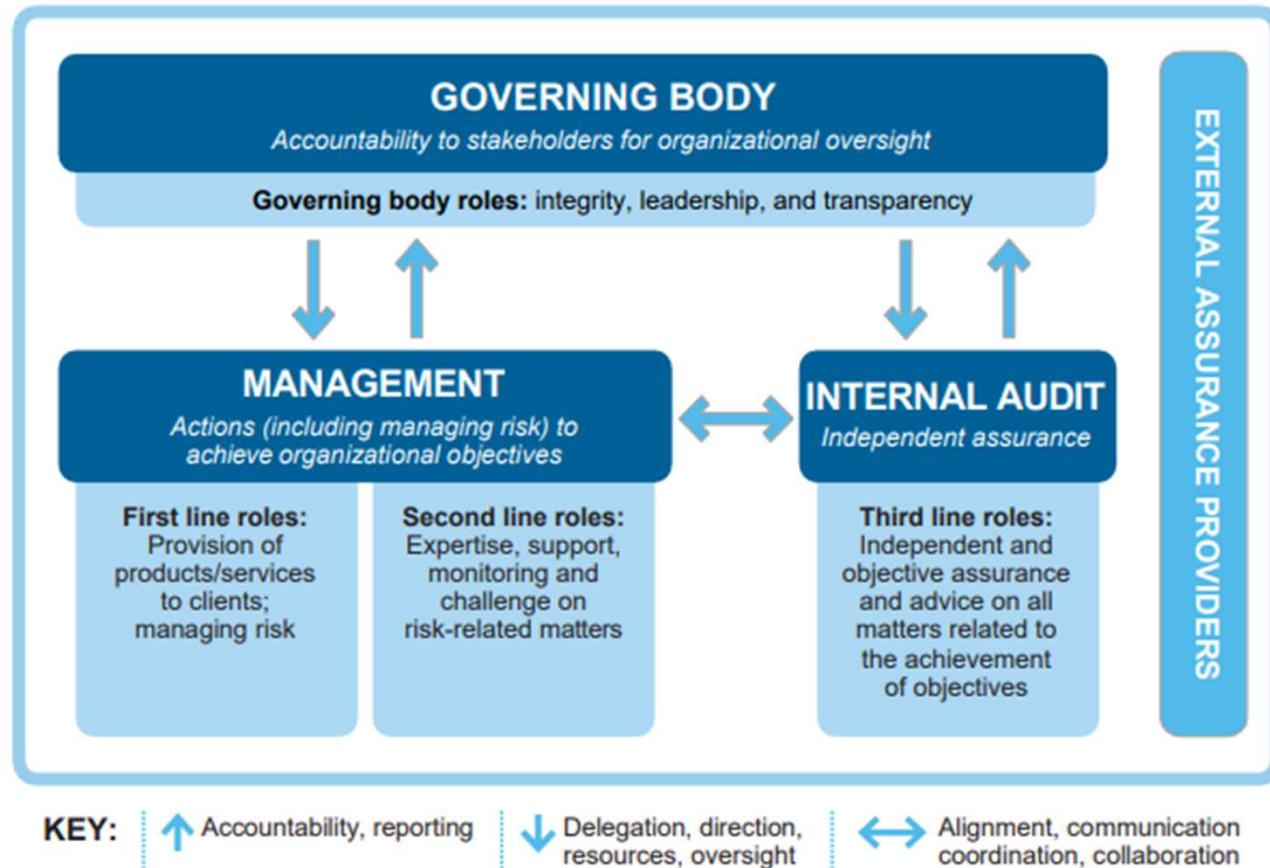 GOVERNING BODY
Accountability to stakeholders for organizational oversight
Governing body roles: integrity, leadership, and transparency
MANAGEMENT
Actions (including managing risk) to
achieve organizational objectives
First line roles:
Provision of
products/services
to clients;
managing risk
Second line roles:
Expertise, support,
monitoring and
challenge on
risk-related matters
INTERNAL AUDIT
Independent assurance
Third line roles:
Independent and
objective assurance
and advice on all
matters related to
the achievement
of objectives
EXTERNAL ASSURANCE PROVIDERS
KEY:
Accountability, reporting
Delegation, direction,
resources, oversight
Alignment, communication
coordination, collaboration